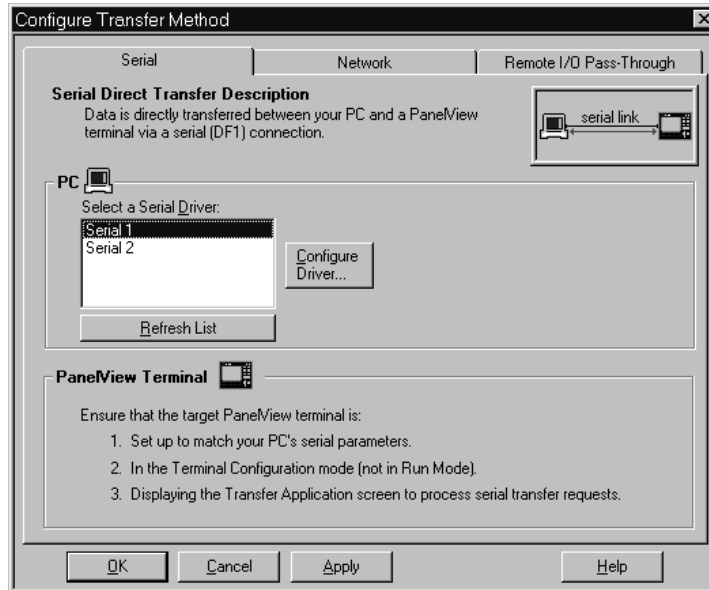 Configure Transfer Method
Serial
Network
Remote I/O Pass-Through
Serial Direct Transfer Description
Data is directly transferred between your PC and a PanelView
terminal via a serial (DF1) connection.
serial link
PC
Select a Serial Driver:
Serial 1
Serial 2
Configure
Driver...
Refresh List
PanelView Terminal
Ensure that the target PanelView terminal is:
1. Set up to match your PC's serial parameters.
2. In the Terminal Configuration mode (not in Run Mode).
3. Displaying the Transfer Application screen to process serial transfer requests.
OK
Cancel
Apply
Help